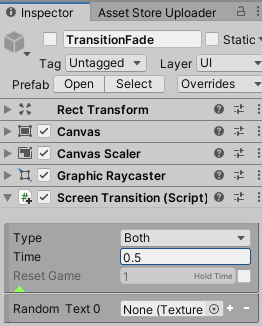 Inspector Asset Store Uploader
TransitionFade Static
Tag Untagged Layer UI
Prefab Open Select Overrides
Rect Transform
Canvas
Canvas Scaler
Graphic Raycaster
Screen Transition (Script)
Type Both
Time 0.5
Reset Game 1 Hold Time
Random Text 0 None (Texture